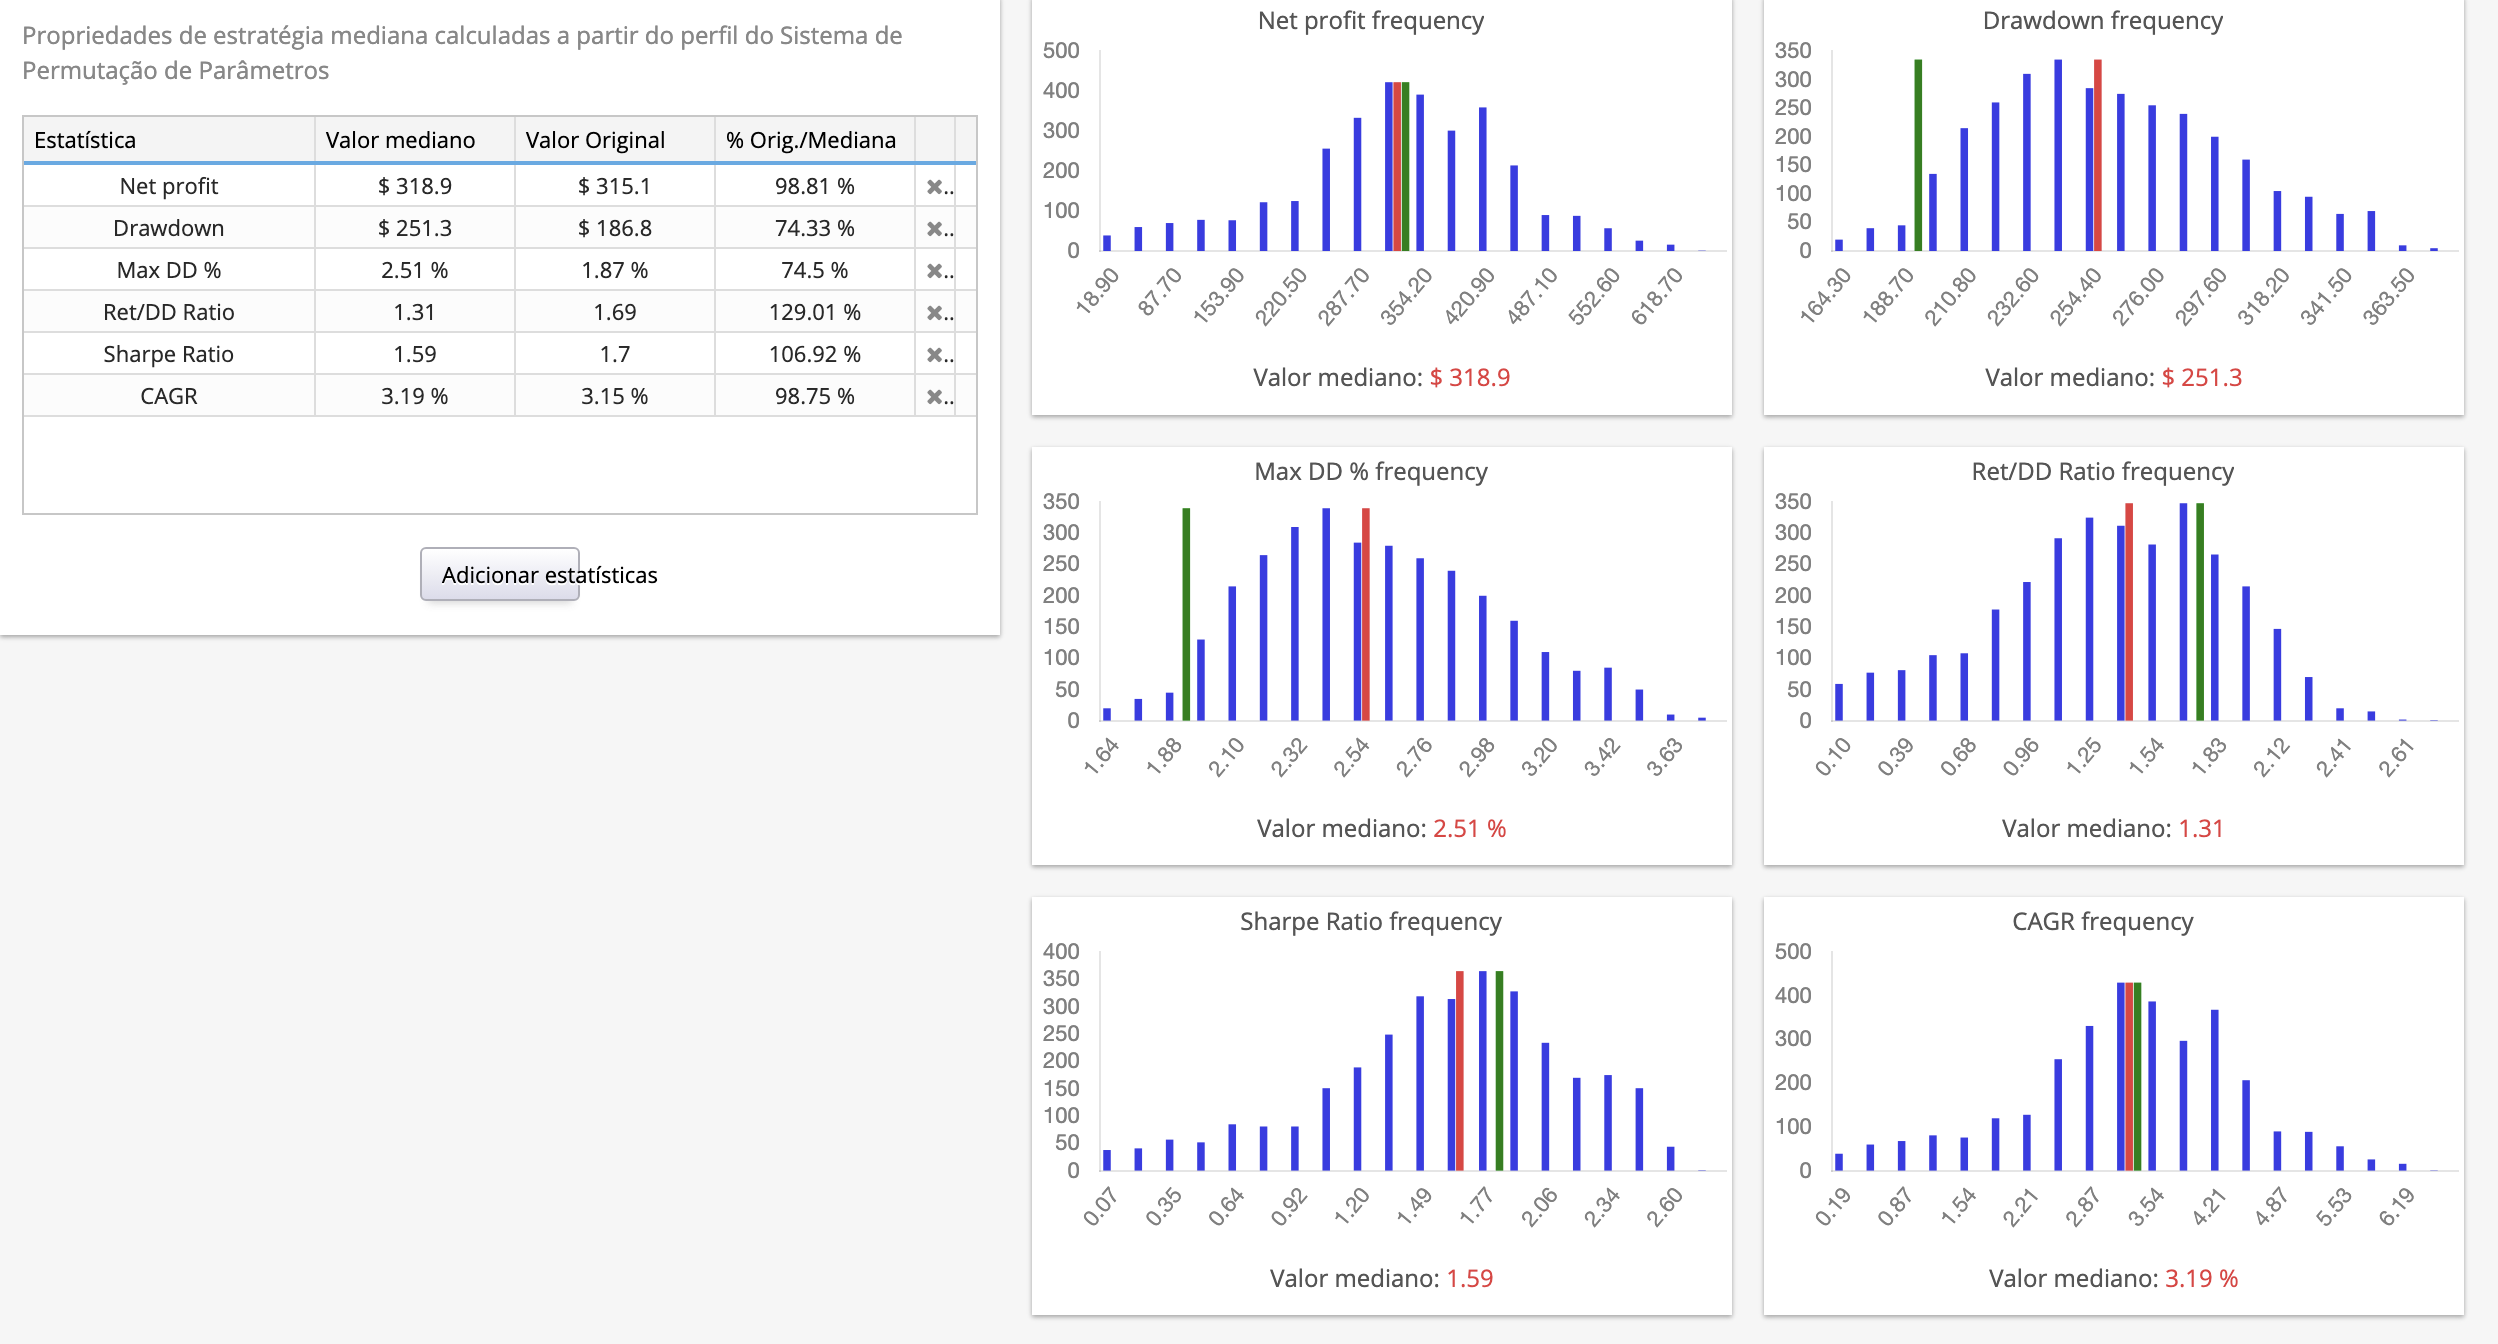 Propriedades de estratégia mediana calculadas a partir do perfil do Sistema de
Permutação de Parâmetros
Estatística Valor mediano Valor Original % Orig./Mediana
Net profit $ 318.9 $ 315.1 98.81 %
Drawdown $ 251.3 $ 186.8 74.33 %
Max DD % 2.51 % 1.87 % 74.5 %
Ret/DD Ratio 1.31 1.69 129.01 %
Sharpe Ratio 1.59 1.7 106.92 %
CAGR 3.19 % 3.15 % 98.75 %
Adicionar estatísticas
Net profit frequency
500
400
300
200
100
0
18.90 87.70 153.90 220.50 287.70 354.20 420.90 487.10 552.60 618.70
Valor mediano: $ 318.9
Drawdown frequency
350
300
250
200
150
100
50
0
164.30 188.70 210.80 232.60 254.40 276.00 297.60 318.20 341.50 363.50
Valor mediano: $ 251.3
Max DD % frequency
350
300
250
200
150
100
50
0
1.64 1.88 2.10 2.32 2.54 2.76 2.98 3.20 3.42 3.63
Valor mediano: 2.51 %
Ret/DD Ratio frequency
350
300
250
200
150
100
50
0
0.10 0.39 0.68 0.96 1.25 1.54 1.83 2.12 2.41 2.61
Valor mediano: 1.31
Sharpe Ratio frequency
400
350
300
250
200
150
100
50
0
0.07 0.35 0.64 0.92 1.20 1.49 1.77 2.06 2.34 2.60
Valor mediano: 1.59
CAGR frequency
500
400
300
200
100
0
0.19 0.87 1.54 2.21 2.87 3.54 4.21 4.87 5.53 6.19
Valor mediano: 3.19 %